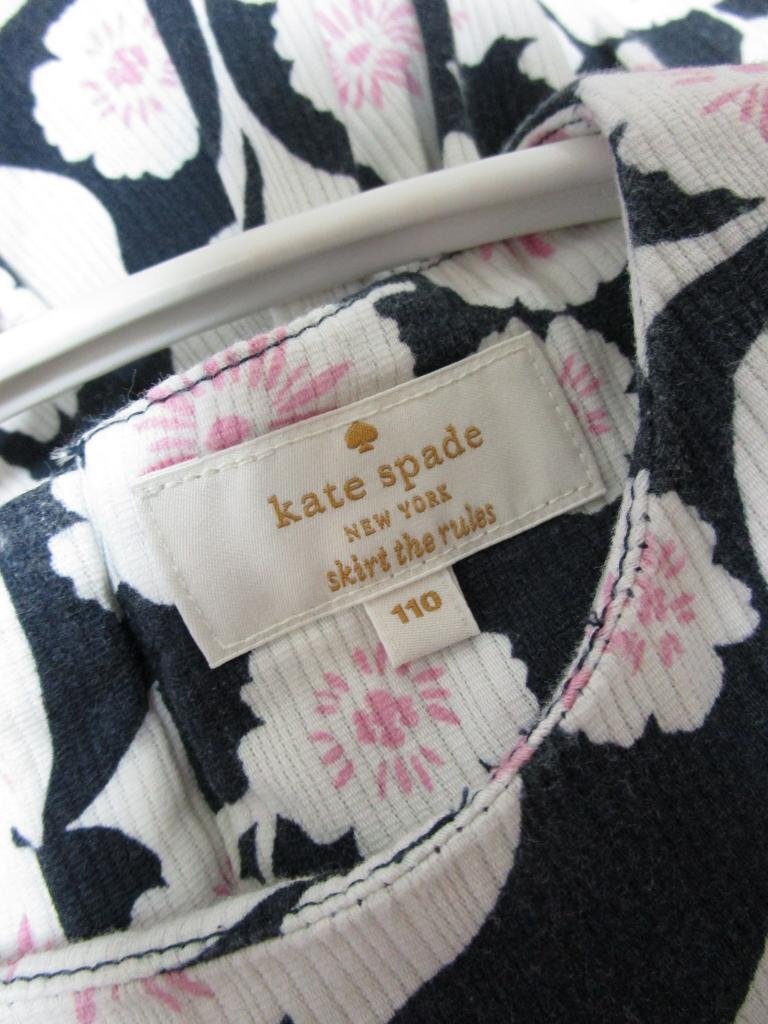 kate spade
NEW YORK
skirt the rules
110